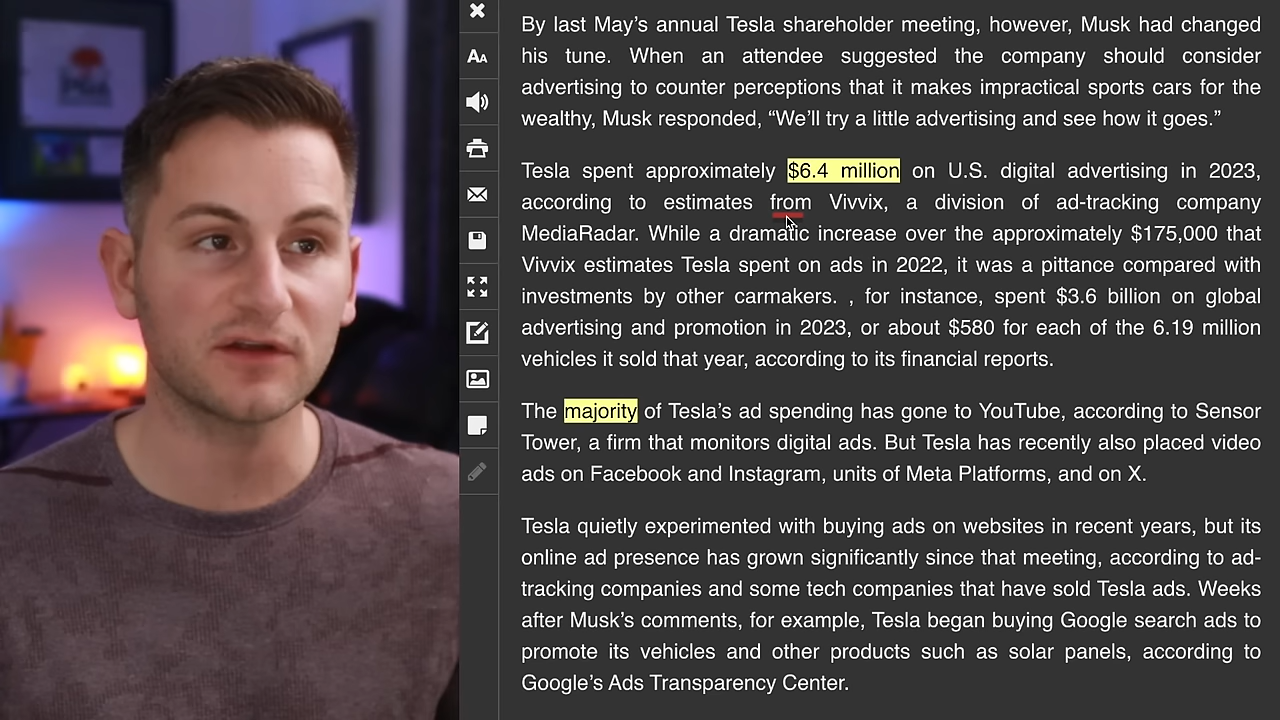 By last May’s annual Tesla shareholder meeting, however, Musk had changed
his tune. When an attendee suggested the company should consider
advertising to counter perceptions that it makes impractical sports cars for the
wealthy, Musk responded, “We’ll try a little advertising and see how it goes.”
Tesla spent approximately $6.4 million on U.S. digital advertising in 2023,
according to estimates from Vivvix, a division of ad-tracking company
MediaRadar. While a dramatic increase over the approximately $175,000 that
Vivvix estimates Tesla spent on ads in 2022, it was a pittance compared with
investments by other carmakers. , for instance, spent $3.6 billion on global
advertising and promotion in 2023, or about $580 for each of the 6.19 million
vehicles it sold that year, according to its financial reports.
The majority of Tesla’s ad spending has gone to YouTube, according to Sensor
Tower, a firm that monitors digital ads. But Tesla has recently also placed video
ads on Facebook and Instagram, units of Meta Platforms, and on X.
Tesla quietly experimented with buying ads on websites in recent years, but its
online ad presence has grown significantly since that meeting, according to ad-
tracking companies and some tech companies that have sold Tesla ads. Weeks
after Musk’s comments, for example, Tesla began buying Google search ads to
promote its vehicles and other products such as solar panels, according to
Google’s Ads Transparency Center.